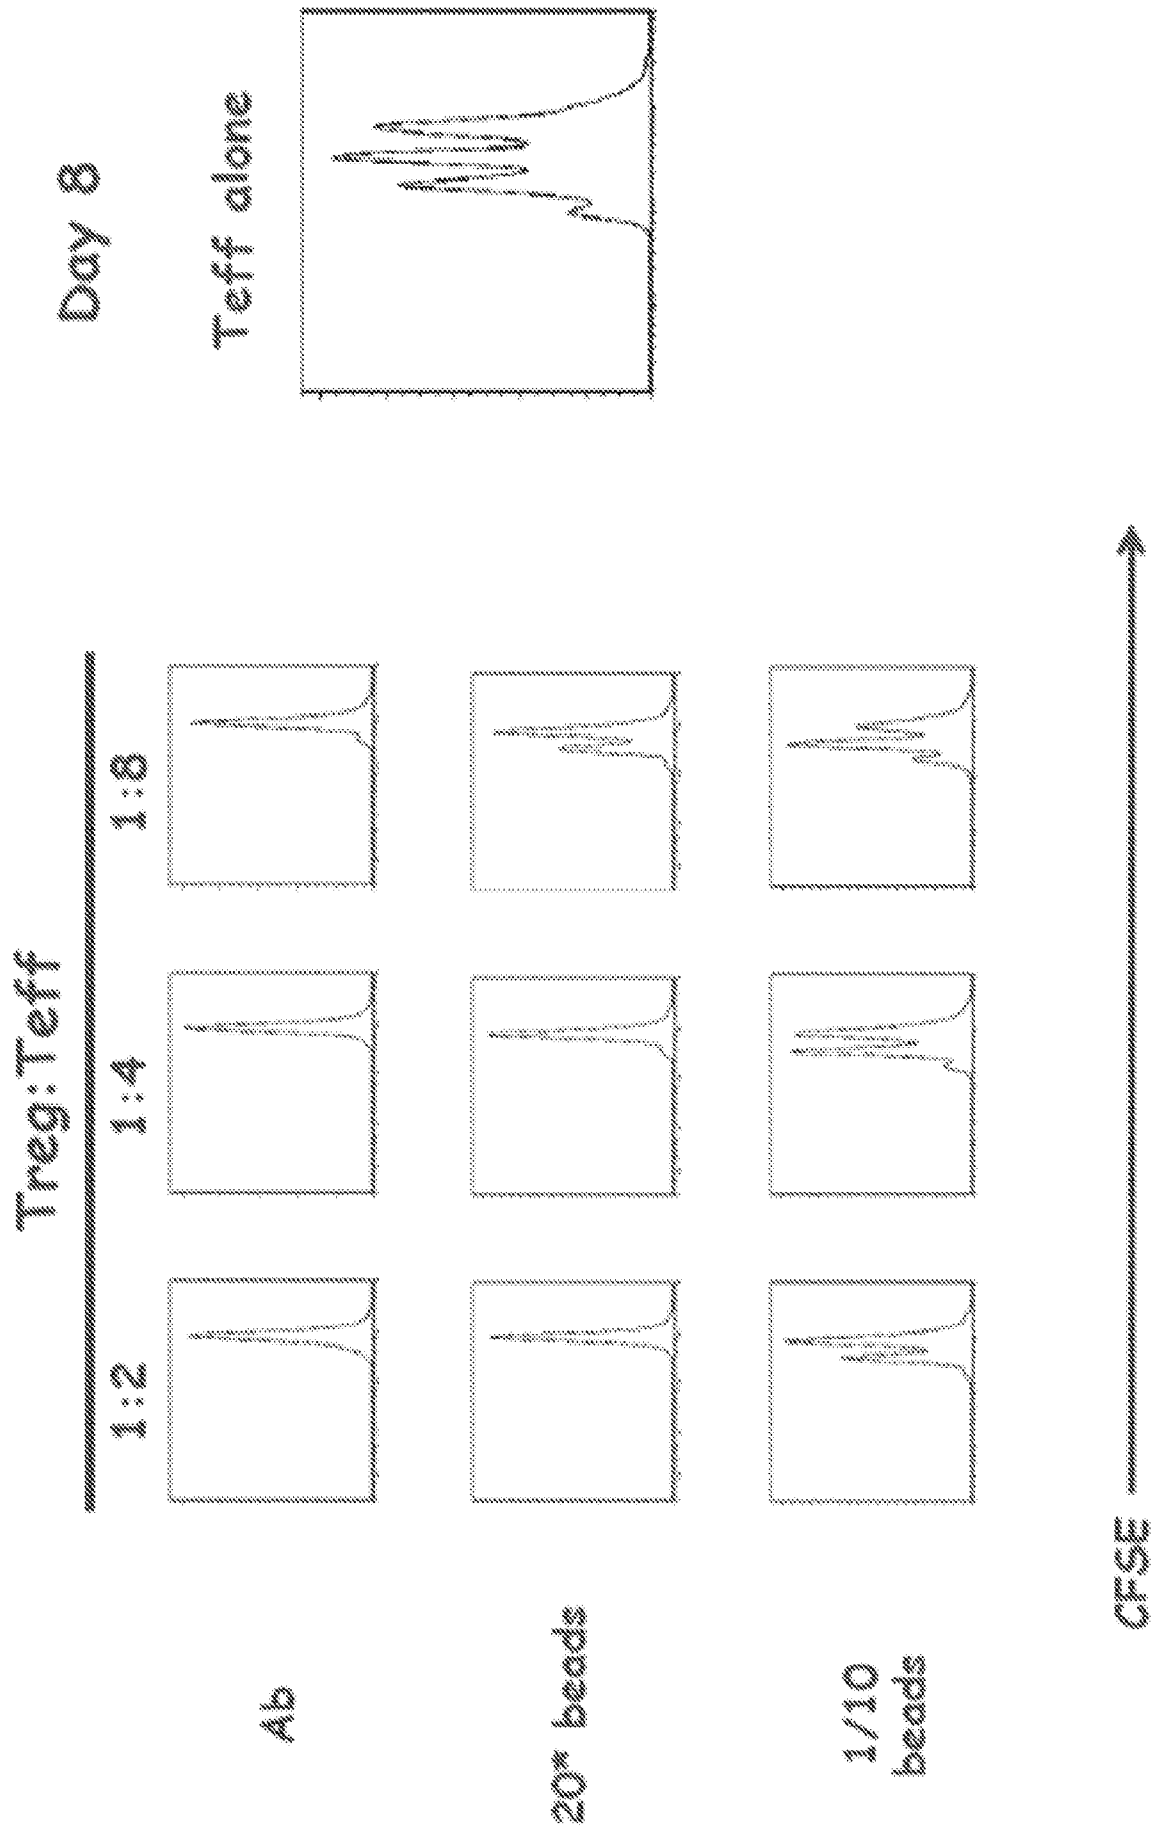 Day 8
Treg:Teff
Teff alone
1:2 1:4 1:8
Ab
20* beads
1/10
beads
CFSE